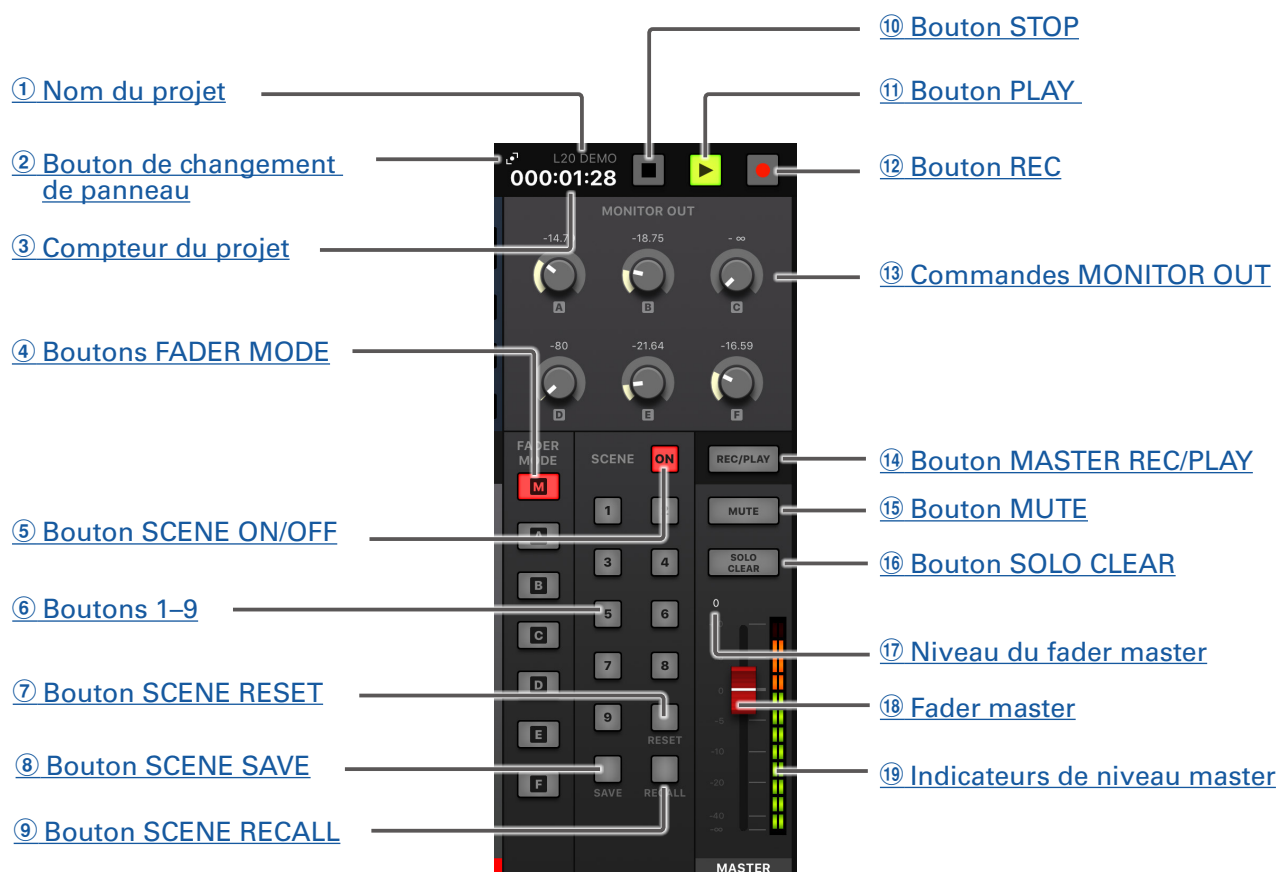 ① Nom du projet
② Bouton de changement
de panneau
③ Compteur du projet
④ Boutons FADER MODE
⑤ Bouton SCENE ON/OFF
⑥ Boutons 1–9
⑦ Bouton SCENE RESET
⑧ Bouton SCENE SAVE
⑨ Bouton SCENE RECALL
L20 DEMO
000:01:28
MONITOR OUT
-18.75
- ∞
A
B
C
-80
-21.64
-16.59
D
E
F
FADER
MODE
SCENE
ON
REC/PLAY
M
1
MUTE
A
3
4
SOLO
CLEAR
B
5
6
0
C
7
8
D
0
9
-5
RESET
E
-10
F
-20
SAVE
RECALL
-40
-∞
MASTER
⑩ Bouton STOP
⑪ Bouton PLAY
⑫ Bouton REC
⑬ Commandes MONITOR OUT
⑭ Bouton MASTER REC/PLAY
⑮ Bouton MUTE
⑯ Bouton SOLO CLEAR
⑰ Niveau du fader master
⑱ Fader master
⑲ Indicateurs de niveau master